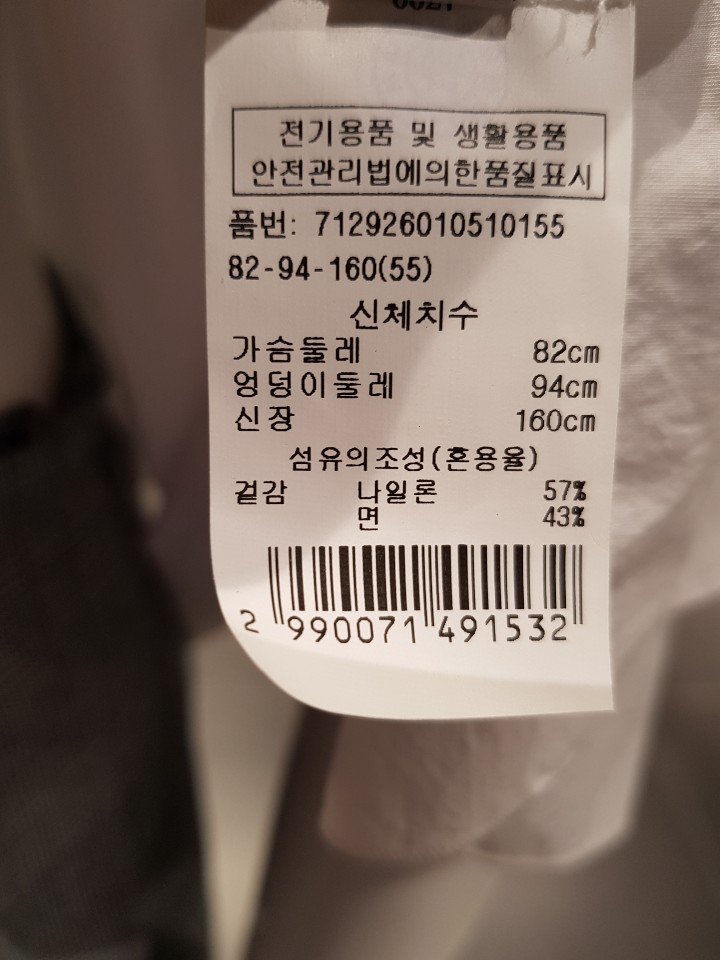 전기용품 및 생활용품
안전관리법에의한품질표시
품번: 712926010510155
82-94-160(55)
신체치수
가슴둘레 82cm
엉덩이둘레 94cm
신장 160cm
섬유의조성(혼용율)
겉감 나일론 57%
면 43%
2 990071 491532